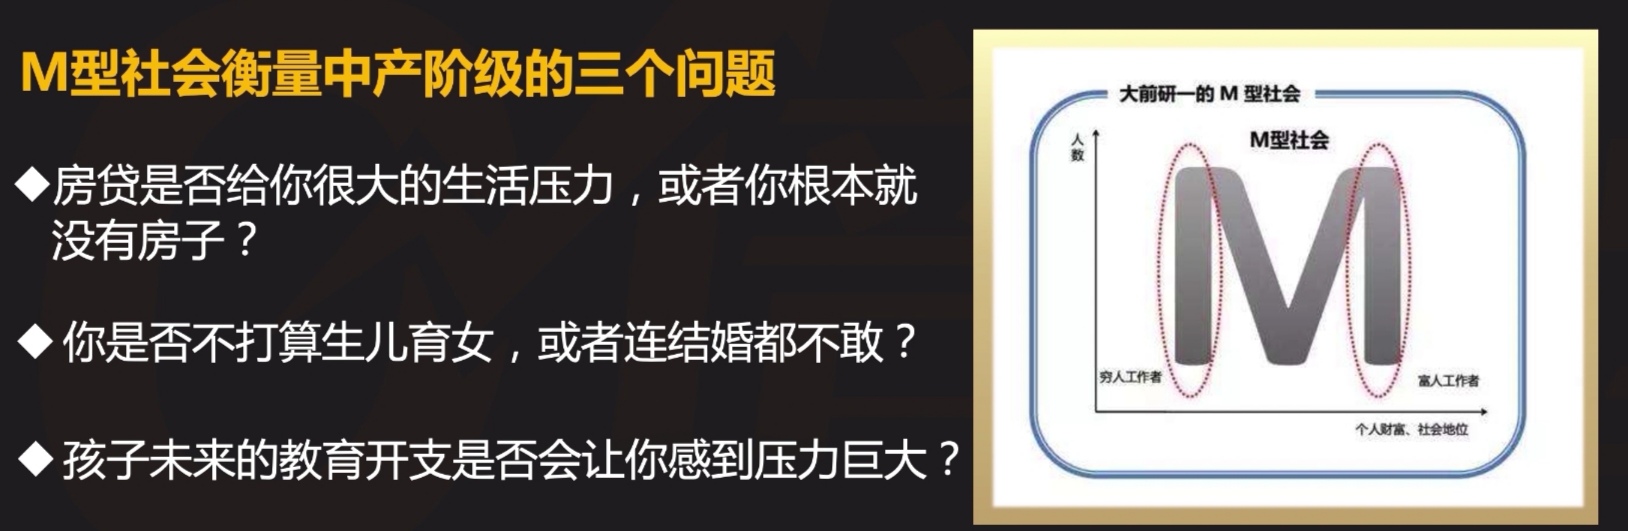 M型社会衡量中产阶级的三个问题
◆房贷是否给你很大的生活压力，或者你根本就
没有房子？
◆ 你是否不打算生儿育女，或者连结婚都不敢？
◆ 孩子未来的教育开支是否会让你感到压力巨大？
大前研一的 M 型社会
M型社会
人数
M
穷人工作者
富人工作者
个人财富、社会地位